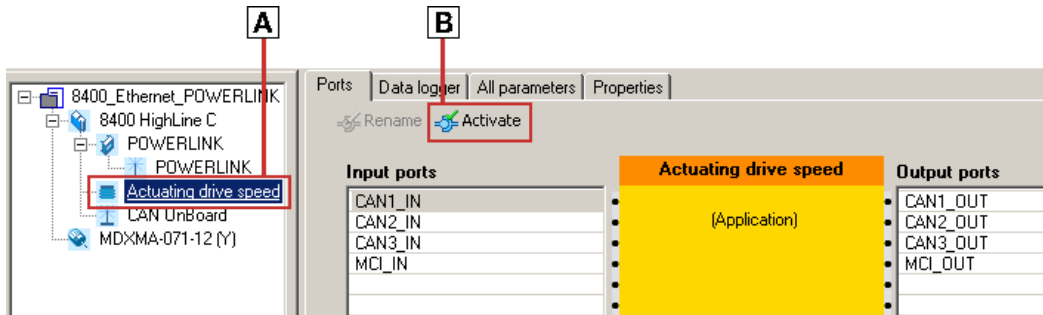 A
B
8400_Ethernet_POWERLINK
8400 HighLine C
POWERLINK
POWERLINK
Actuating drive speed
CAN OnBoard
MDXMA-071-12 (Y)
Ports
Data logger
All parameters
Properties
Rename
Activate
Input ports
CAN1_IN
CAN2_IN
CAN3_IN
MCI_IN
Actuating drive speed
(Application)
Output ports
CAN1_OUT
CAN2_OUT
CAN3_OUT
MCI_OUT